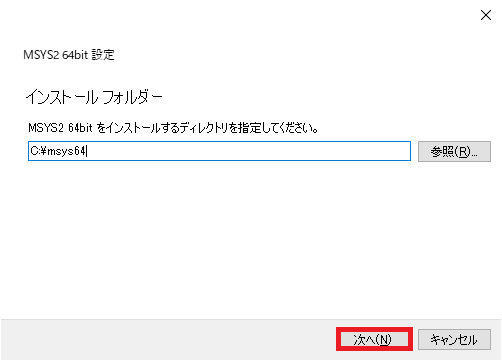 MSYS2 64bit 設定
インストール フォルダー
MSYS2 64bit をインストールするディレクトリを指定してください。
C:¥msys64
参照(R)...
次へ(N)
キャンセル